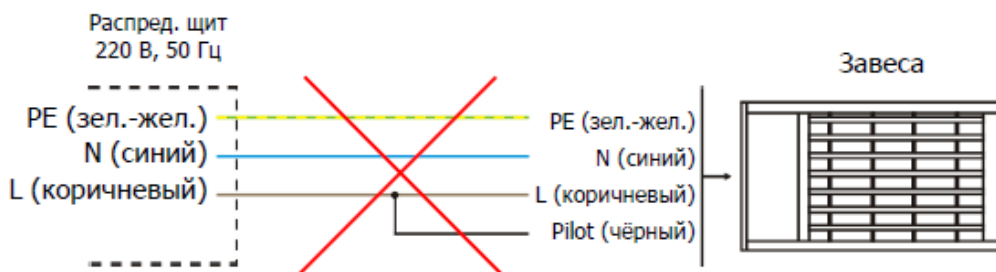 Распред. щит
220 В, 50 Гц
Завеса
PE (зел.-жел.)
N (синий)
L (коричневый)
PE (зел.-жел.)
N (синий)
L (коричневый)
Pilot (чёрный)